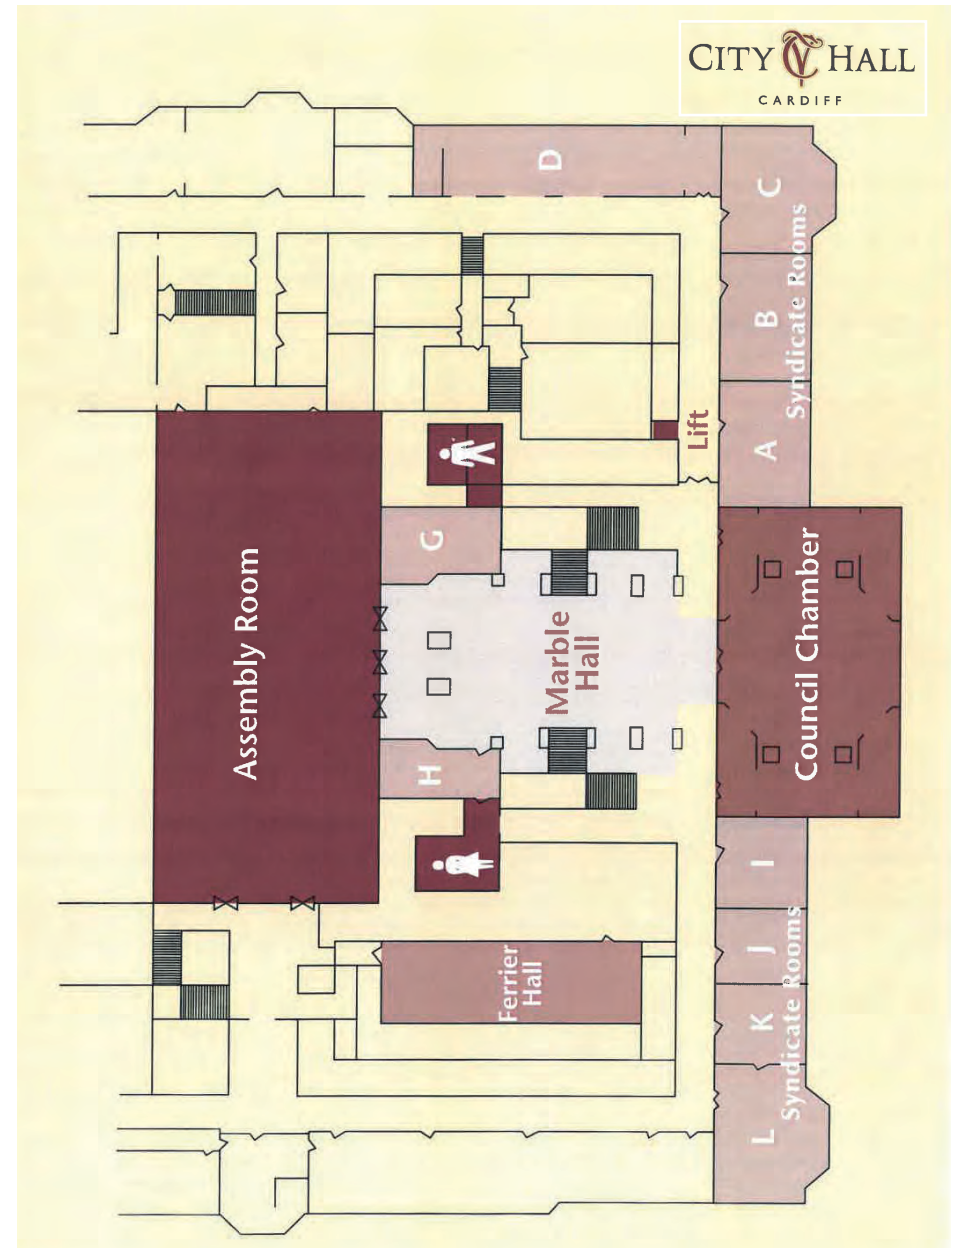 CITY HALL
CARDIFF
D
C
B
A
Syndicate Rooms
Lift
G
Assembly Room
Marble
Hall
Council Chamber
H
I
J
K
L
Syndicate Rooms
Ferrier
Hall